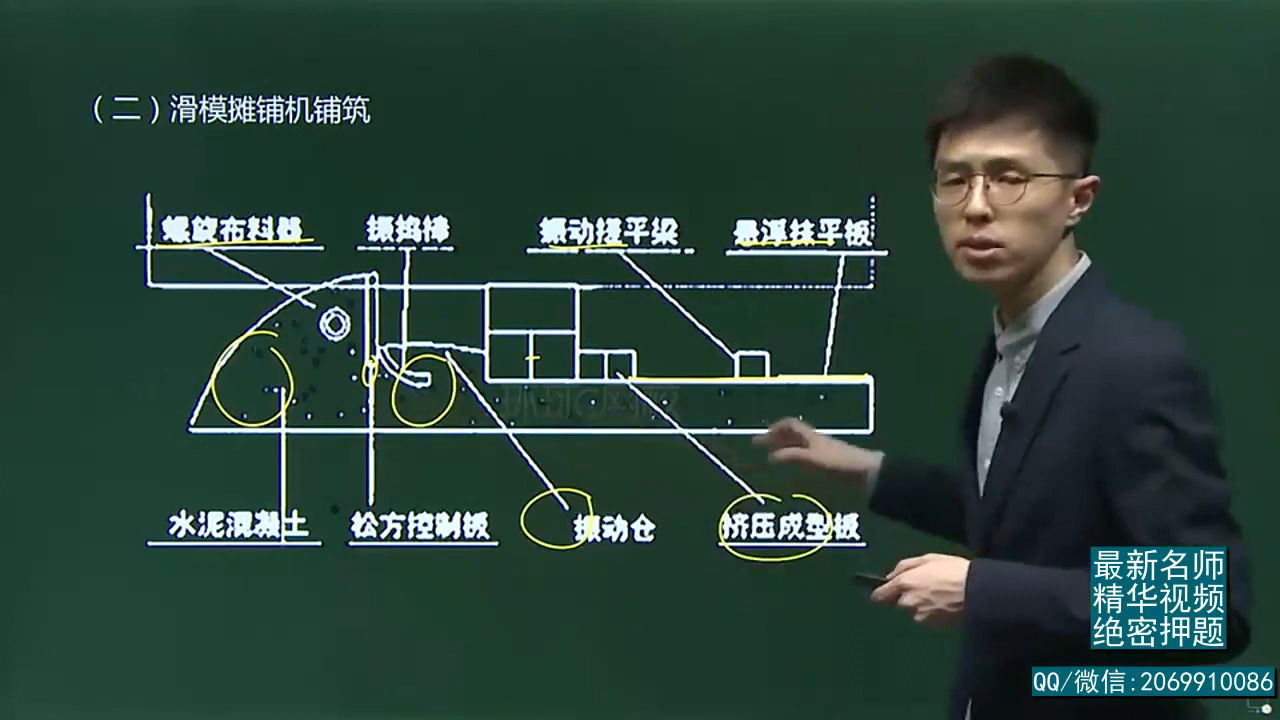 （二）滑模摊铺机铺筑
螺旋布料器 振捣棒 振动搓平梁 悬浮抹平板
水泥混凝土 松方控制板 振动仓 挤压成型板
最新名师
精华视频
绝密押题
QQ/微信:2069910086